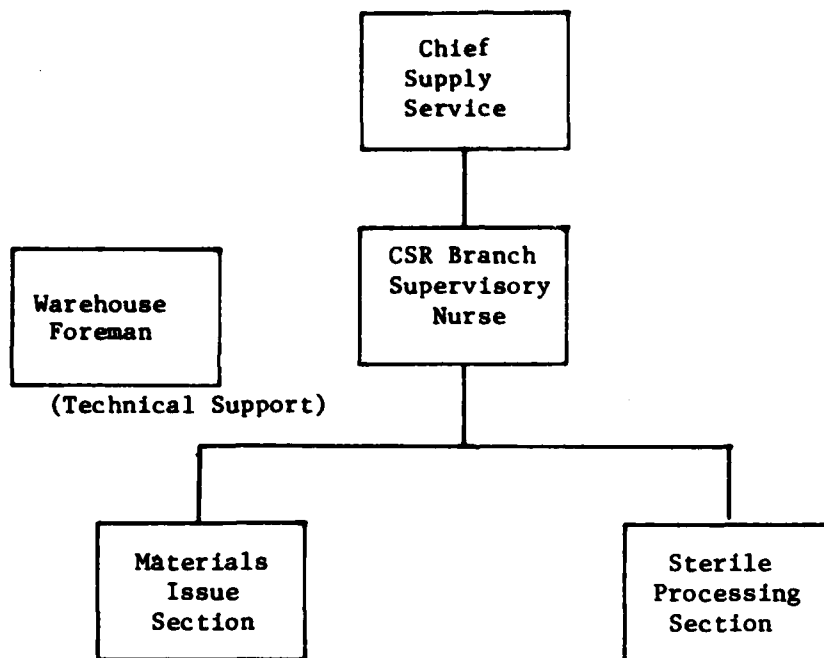 Chief
Supply
Service
CSR Branch
Supervisory
Nurse
Warehouse
Foreman
(Technical Support)
Materials
Issue
Section
Sterile
Processing
Section